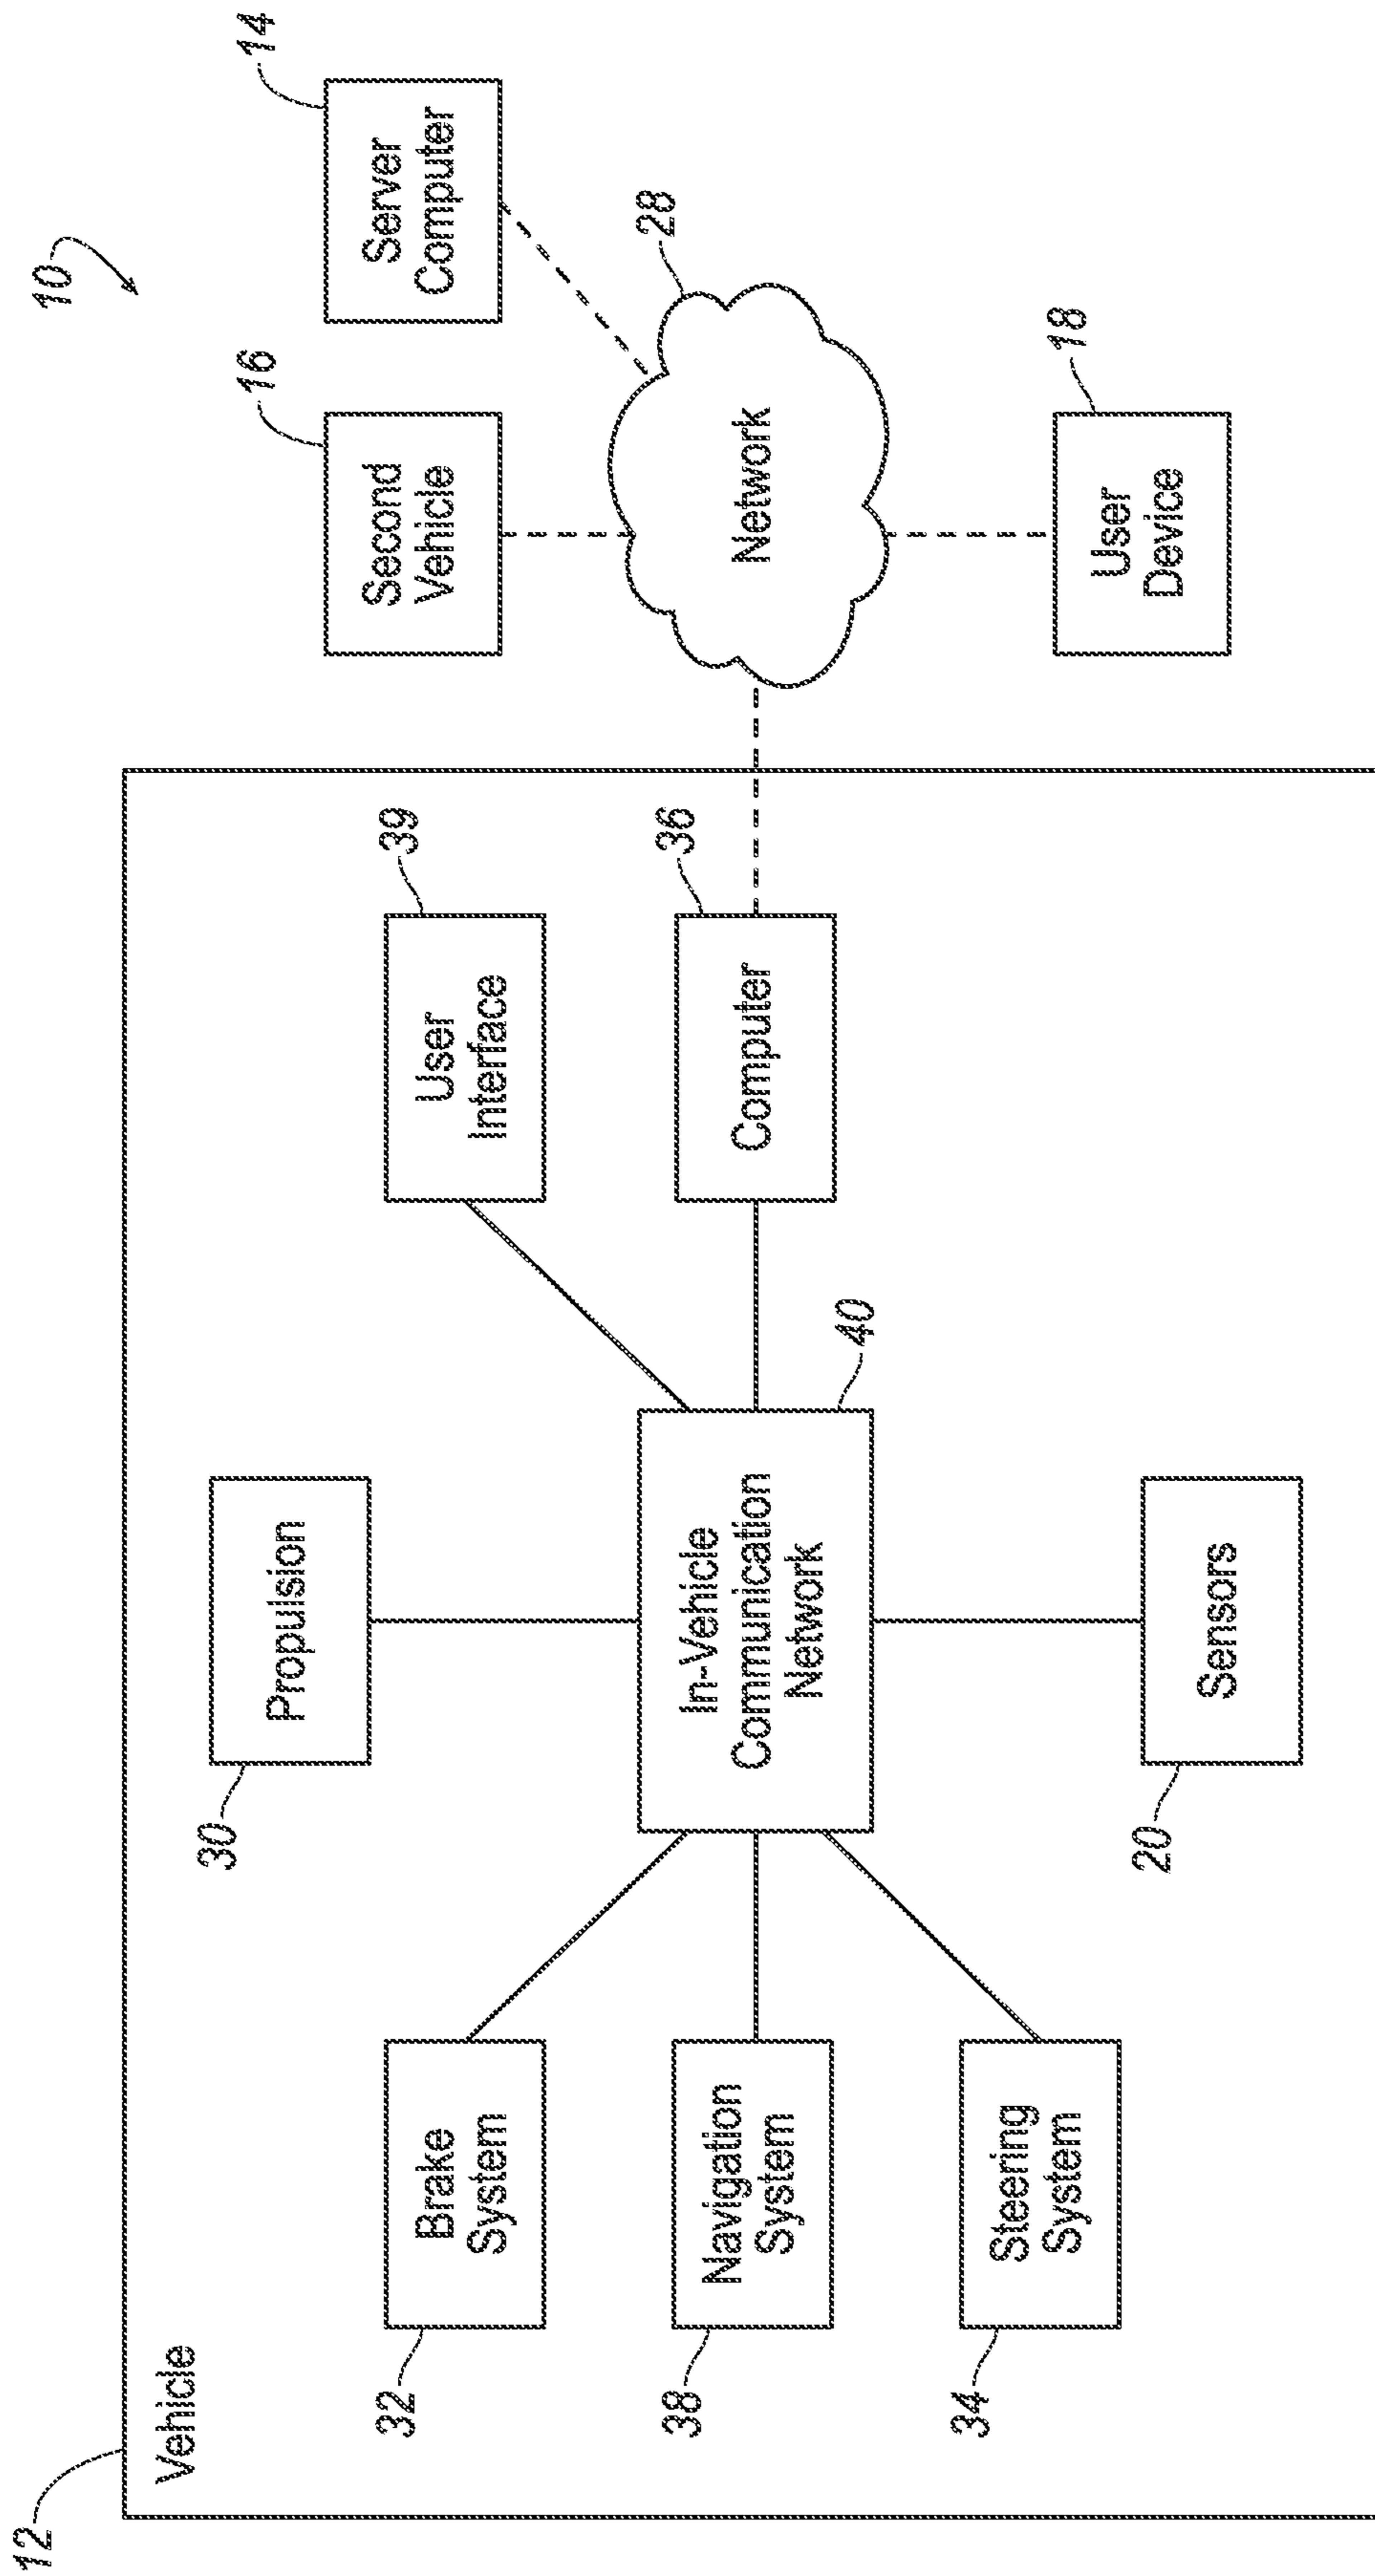 10
12
Vehicle
30
Propulsion
32
Brake
System
38
Navigation
System
34
Steering
System
In-Vehicle
Communication
Network
40
20
Sensors
39
User
Interface
36
Computer
16
Second
Vehicle
14
Server
Computer
28
Network
18
User
Device